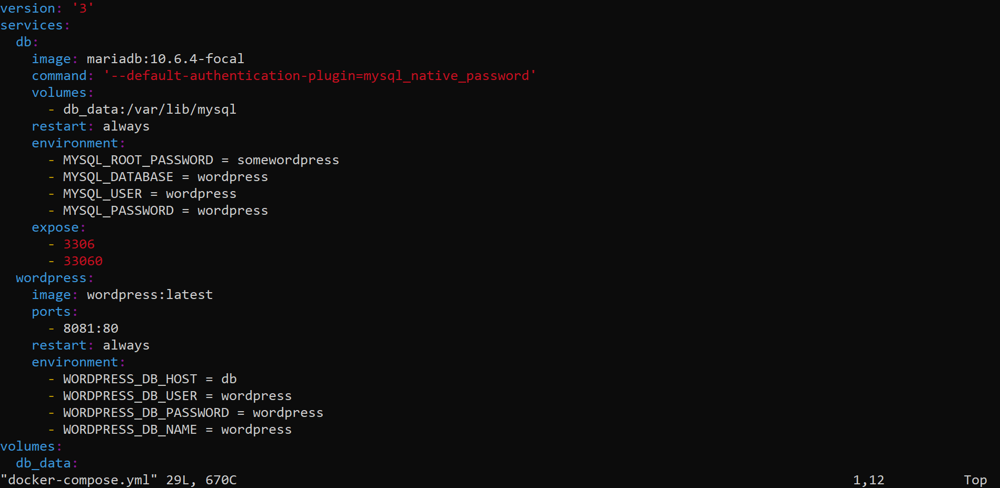 version: '3'
services:
  db:
    image: mariadb:10.6.4-focal
    command: '--default-authentication-plugin=mysql_native_password'
    volumes:
      - db_data:/var/lib/mysql
    restart: always
    environment:
      - MYSQL_ROOT_PASSWORD = somewordpress
      - MYSQL_DATABASE = wordpress
      - MYSQL_USER = wordpress
      - MYSQL_PASSWORD = wordpress
    expose:
      - 3306
      - 33060
  wordpress:
    image: wordpress:latest
    ports:
      - 8081:80
    restart: always
    environment:
      - WORDPRESS_DB_HOST = db
      - WORDPRESS_DB_USER = wordpress
      - WORDPRESS_DB_PASSWORD = wordpress
      - WORDPRESS_DB_NAME = wordpress
volumes:
  db_data:
"docker-compose.yml" 29L, 670C 1,12 Top